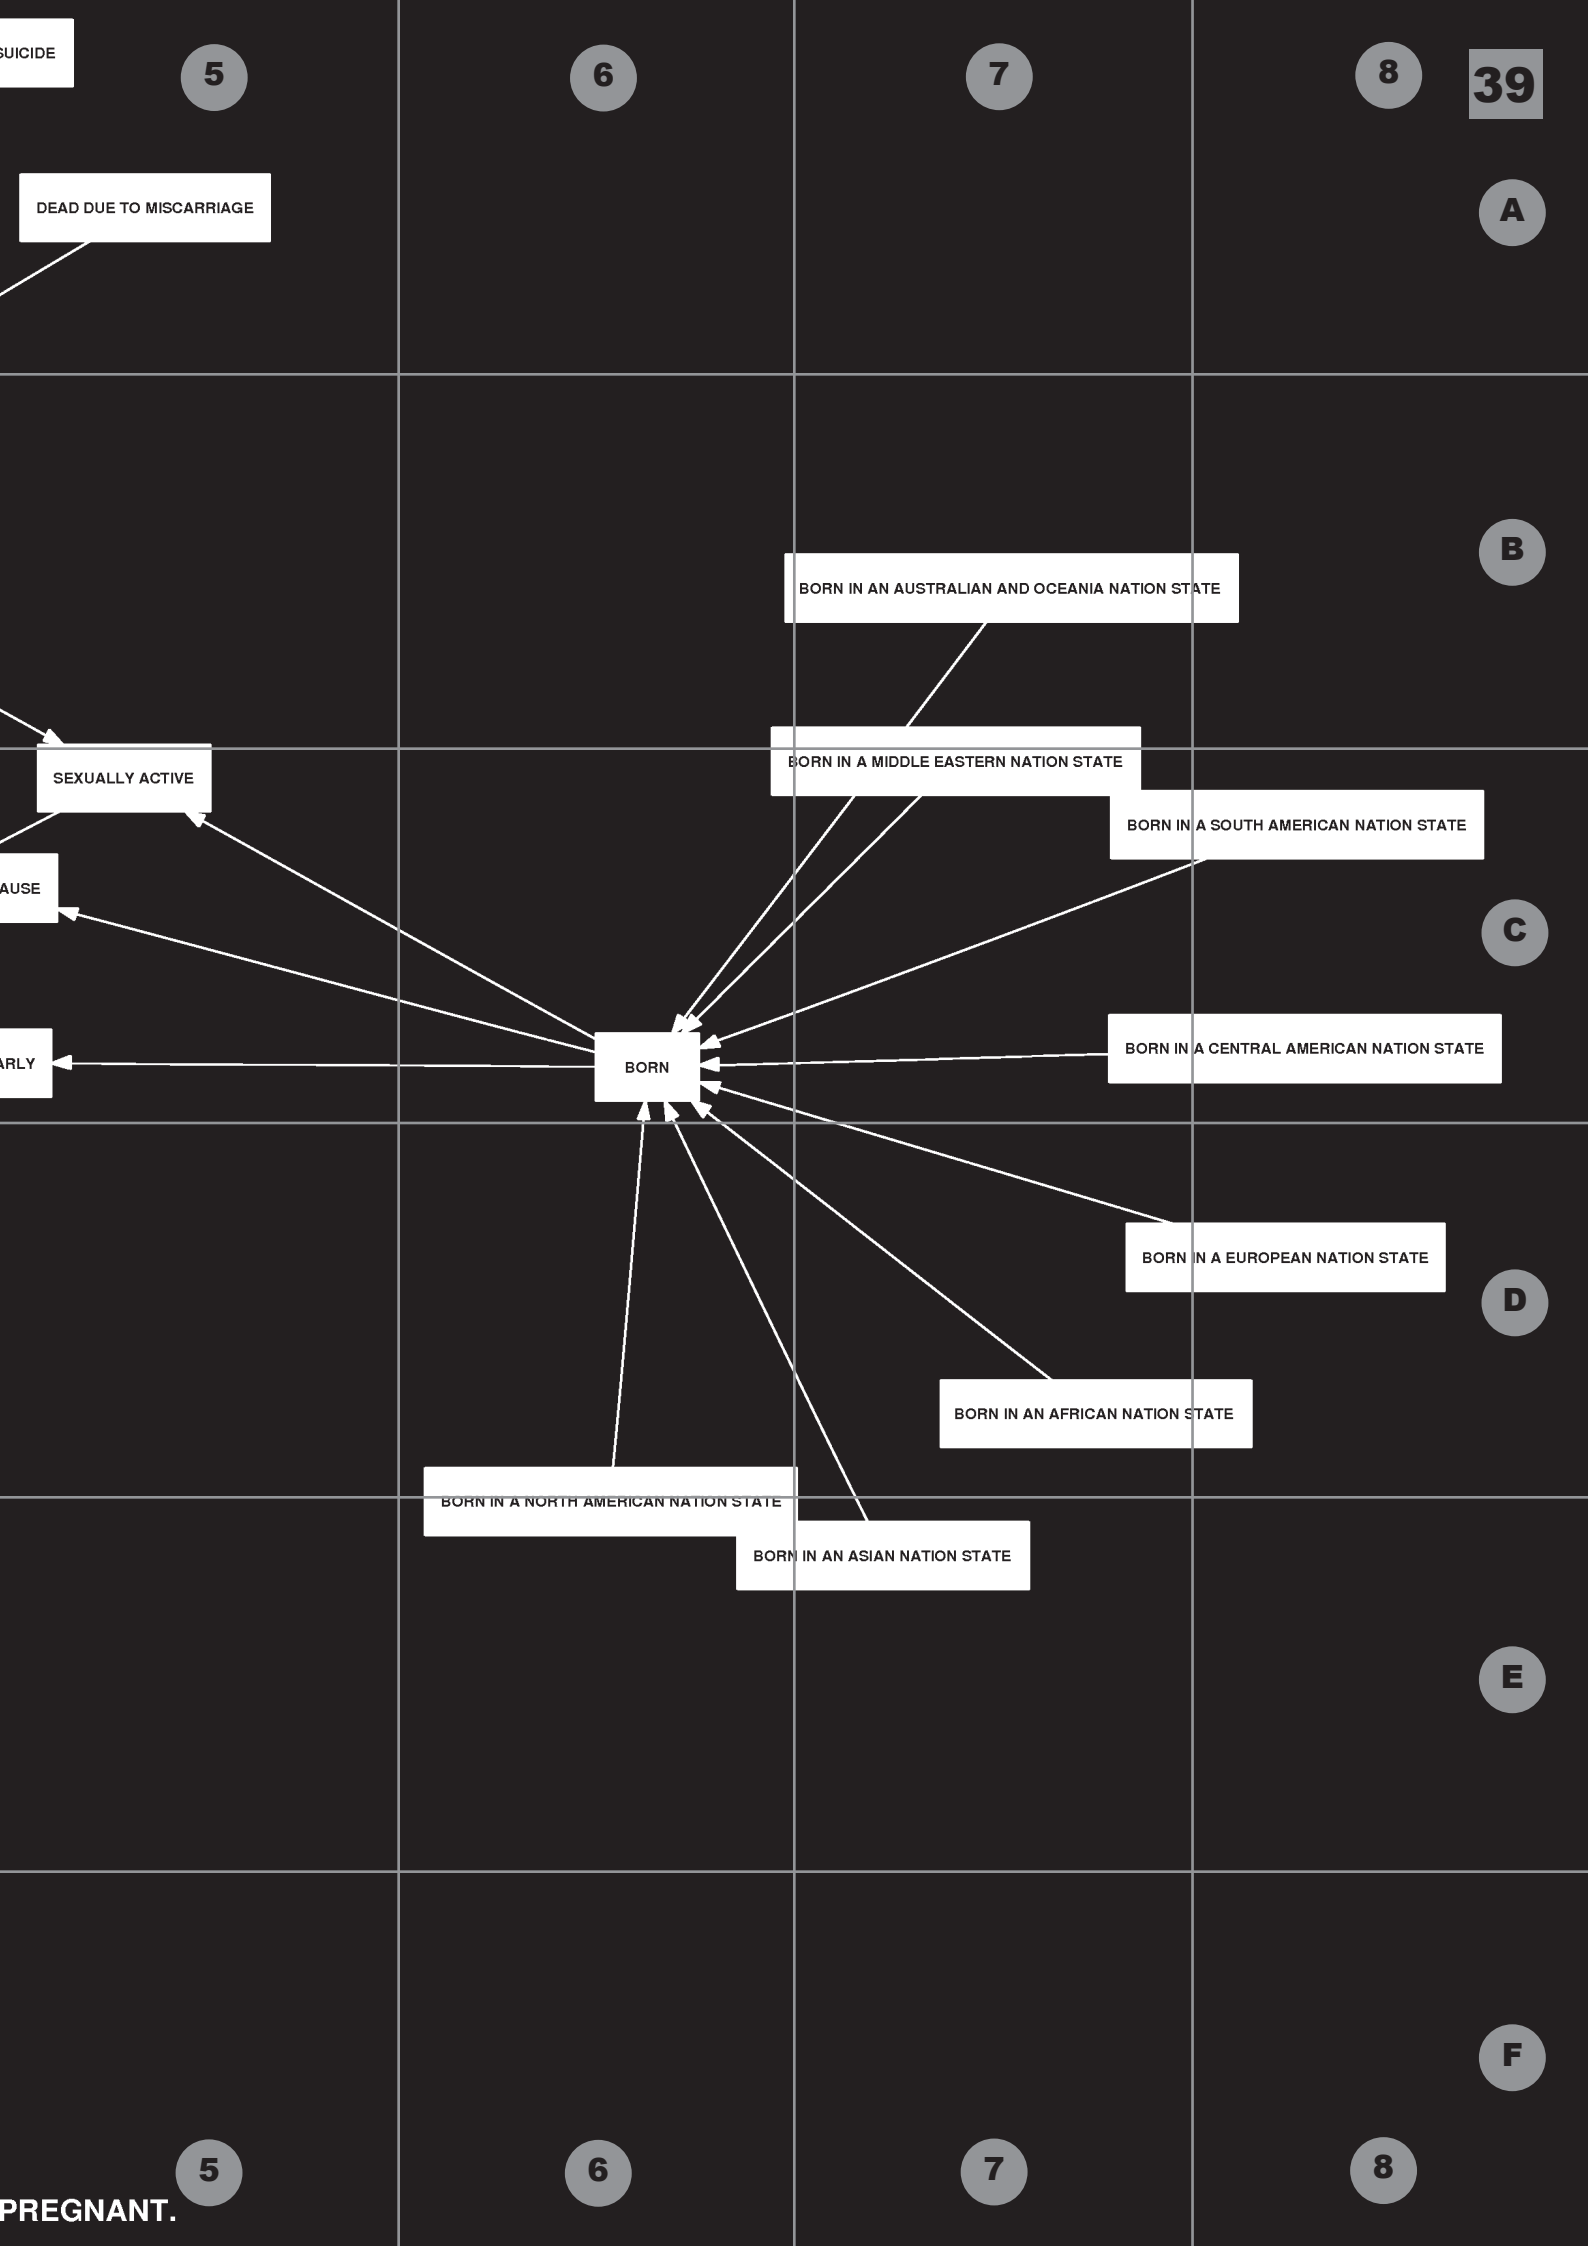 SUICIDE
5
6
7
8
39
DEAD DUE TO MISCARRIAGE
A
B
BORN IN AN AUSTRALIAN AND OCEANIA NATION STATE
BORN IN A MIDDLE EASTERN NATION STATE
SEXUALLY ACTIVE
BORN IN A SOUTH AMERICAN NATION STATE
AUSE
C
BORN IN A CENTRAL AMERICAN NATION STATE
ARLY
BORN
BORN IN A EUROPEAN NATION STATE
D
BORN IN AN AFRICAN NATION STATE
BORN IN A NORTH AMERICAN NATION STATE
BORN IN AN ASIAN NATION STATE
E
F
5
6
7
8
PREGNANT.